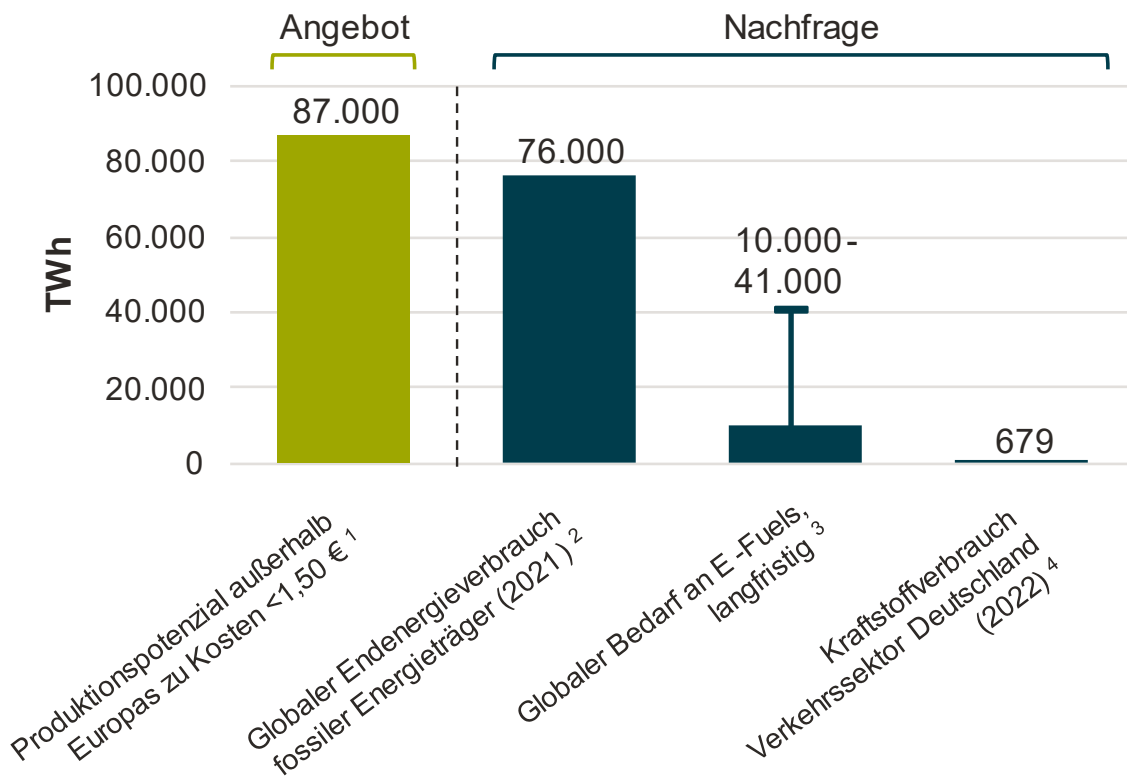 Angebot
Nachfrage
100.000
80.000
60.000
40.000
20.000
0
TWh
87.000
76.000
10.000-
41.000
679
Produktionspotenzial außerhalb
Europas zu Kosten <1,50 € 1
Globaler Endenergieverbrauch
fossiler Energieträger (2021) 2
Globaler Bedarf an E -Fuels,
langfristig 3
Kraftstoffverbrauch
Verkehrssektor Deutschland
(2022) 4